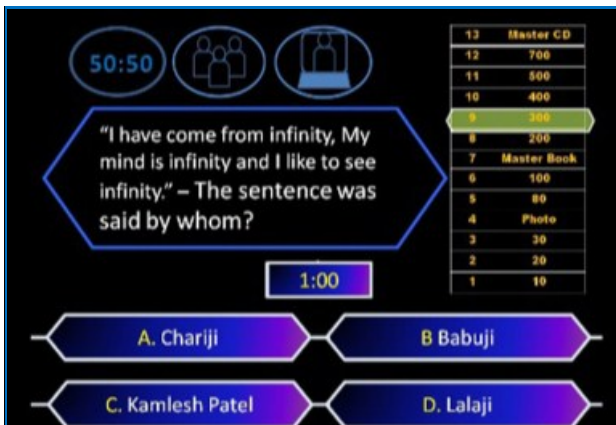 50:50
“I have come from infinity, My
mind is infinity and I like to see
infinity.” – The sentence was
said by whom?
1:00
A. Chariji
B Babuji
C. Kamlesh Patel
D. Lalaji
13 Master CD
12 700
11 500
10 400
9 300
8 200
7 Master Book
6 100
5 80
4 Photo
3 30
2 20
1 10